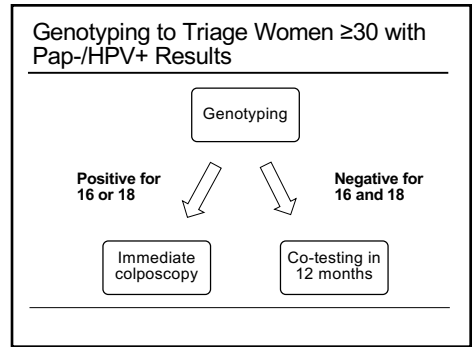 Genotyping to Triage Women ≥30 with
Pap-/HPV+ Results
Genotyping
Positive for
16 or 18
Negative for
16 and 18
Immediate
colposcopy
Co-testing in
12 months